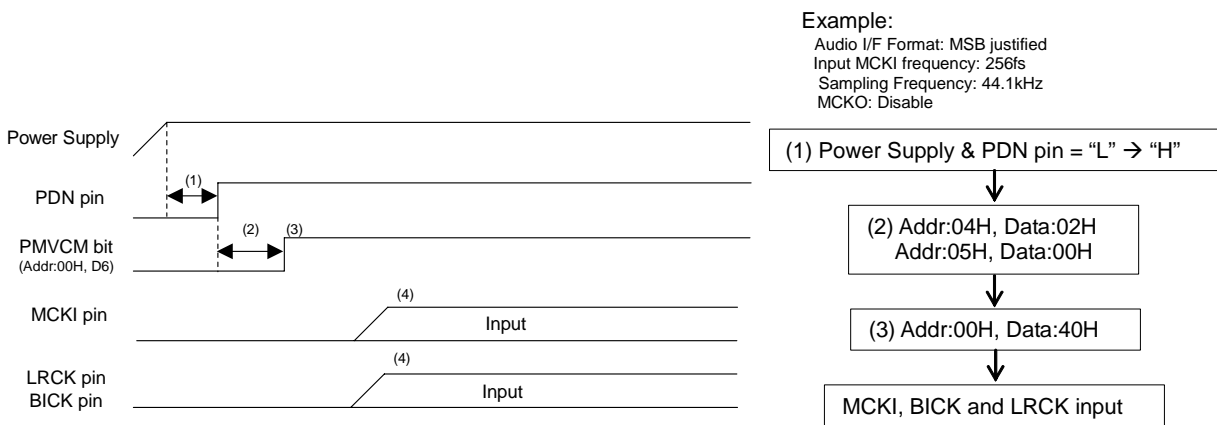 Example:
Audio I/F Format: MSB justified
Input MCKI frequency: 256fs
Sampling Frequency: 44.1kHz
MCKO: Disable
Power Supply
(1)
PDN pin
(2)
(3)
PMVCM bit
(Addr:00H, D6)
(4)
MCKI pin
Input
(4)
LRCK pin
BICK pin
Input
(1) Power Supply & PDN pin = “L” → “H”
(2) Addr:04H, Data:02H
Addr:05H, Data:00H
(3) Addr:00H, Data:40H
MCKI, BICK and LRCK input